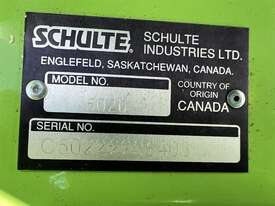 SCHULTE
SCHULTE
INDUSTRIES LTD.
ENGLEFELD, SASKATCHEWAN, CANADA.
MODEL NO.
COUNTRY OF
ORIGIN
CANADA
SERIAL NO.